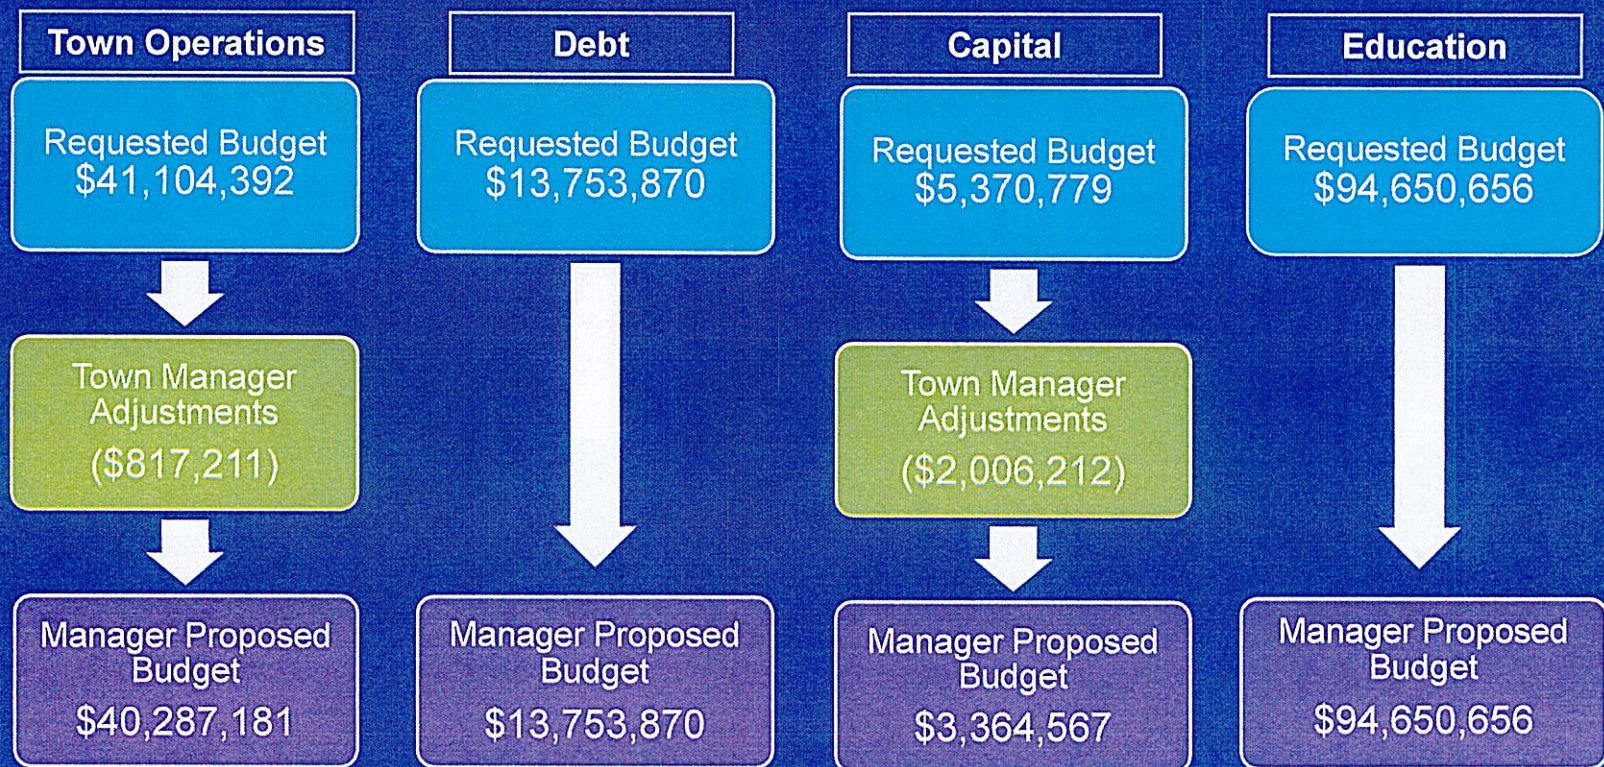 Town Operations
Requested Budget
$41,104,392
Town Manager
Adjustments
($817,211)
Manager Proposed
Budget
$40,287,181
Debt
Requested Budget
$13,753,870
Manager Proposed
Budget
$13,753,870
Capital
Requested Budget
$5,370,779
Town Manager
Adjustments
($2,006,212)
Manager Proposed
Budget
$3,364,567
Education
Requested Budget
$94,650,656
Manager Proposed
Budget
$94,650,656